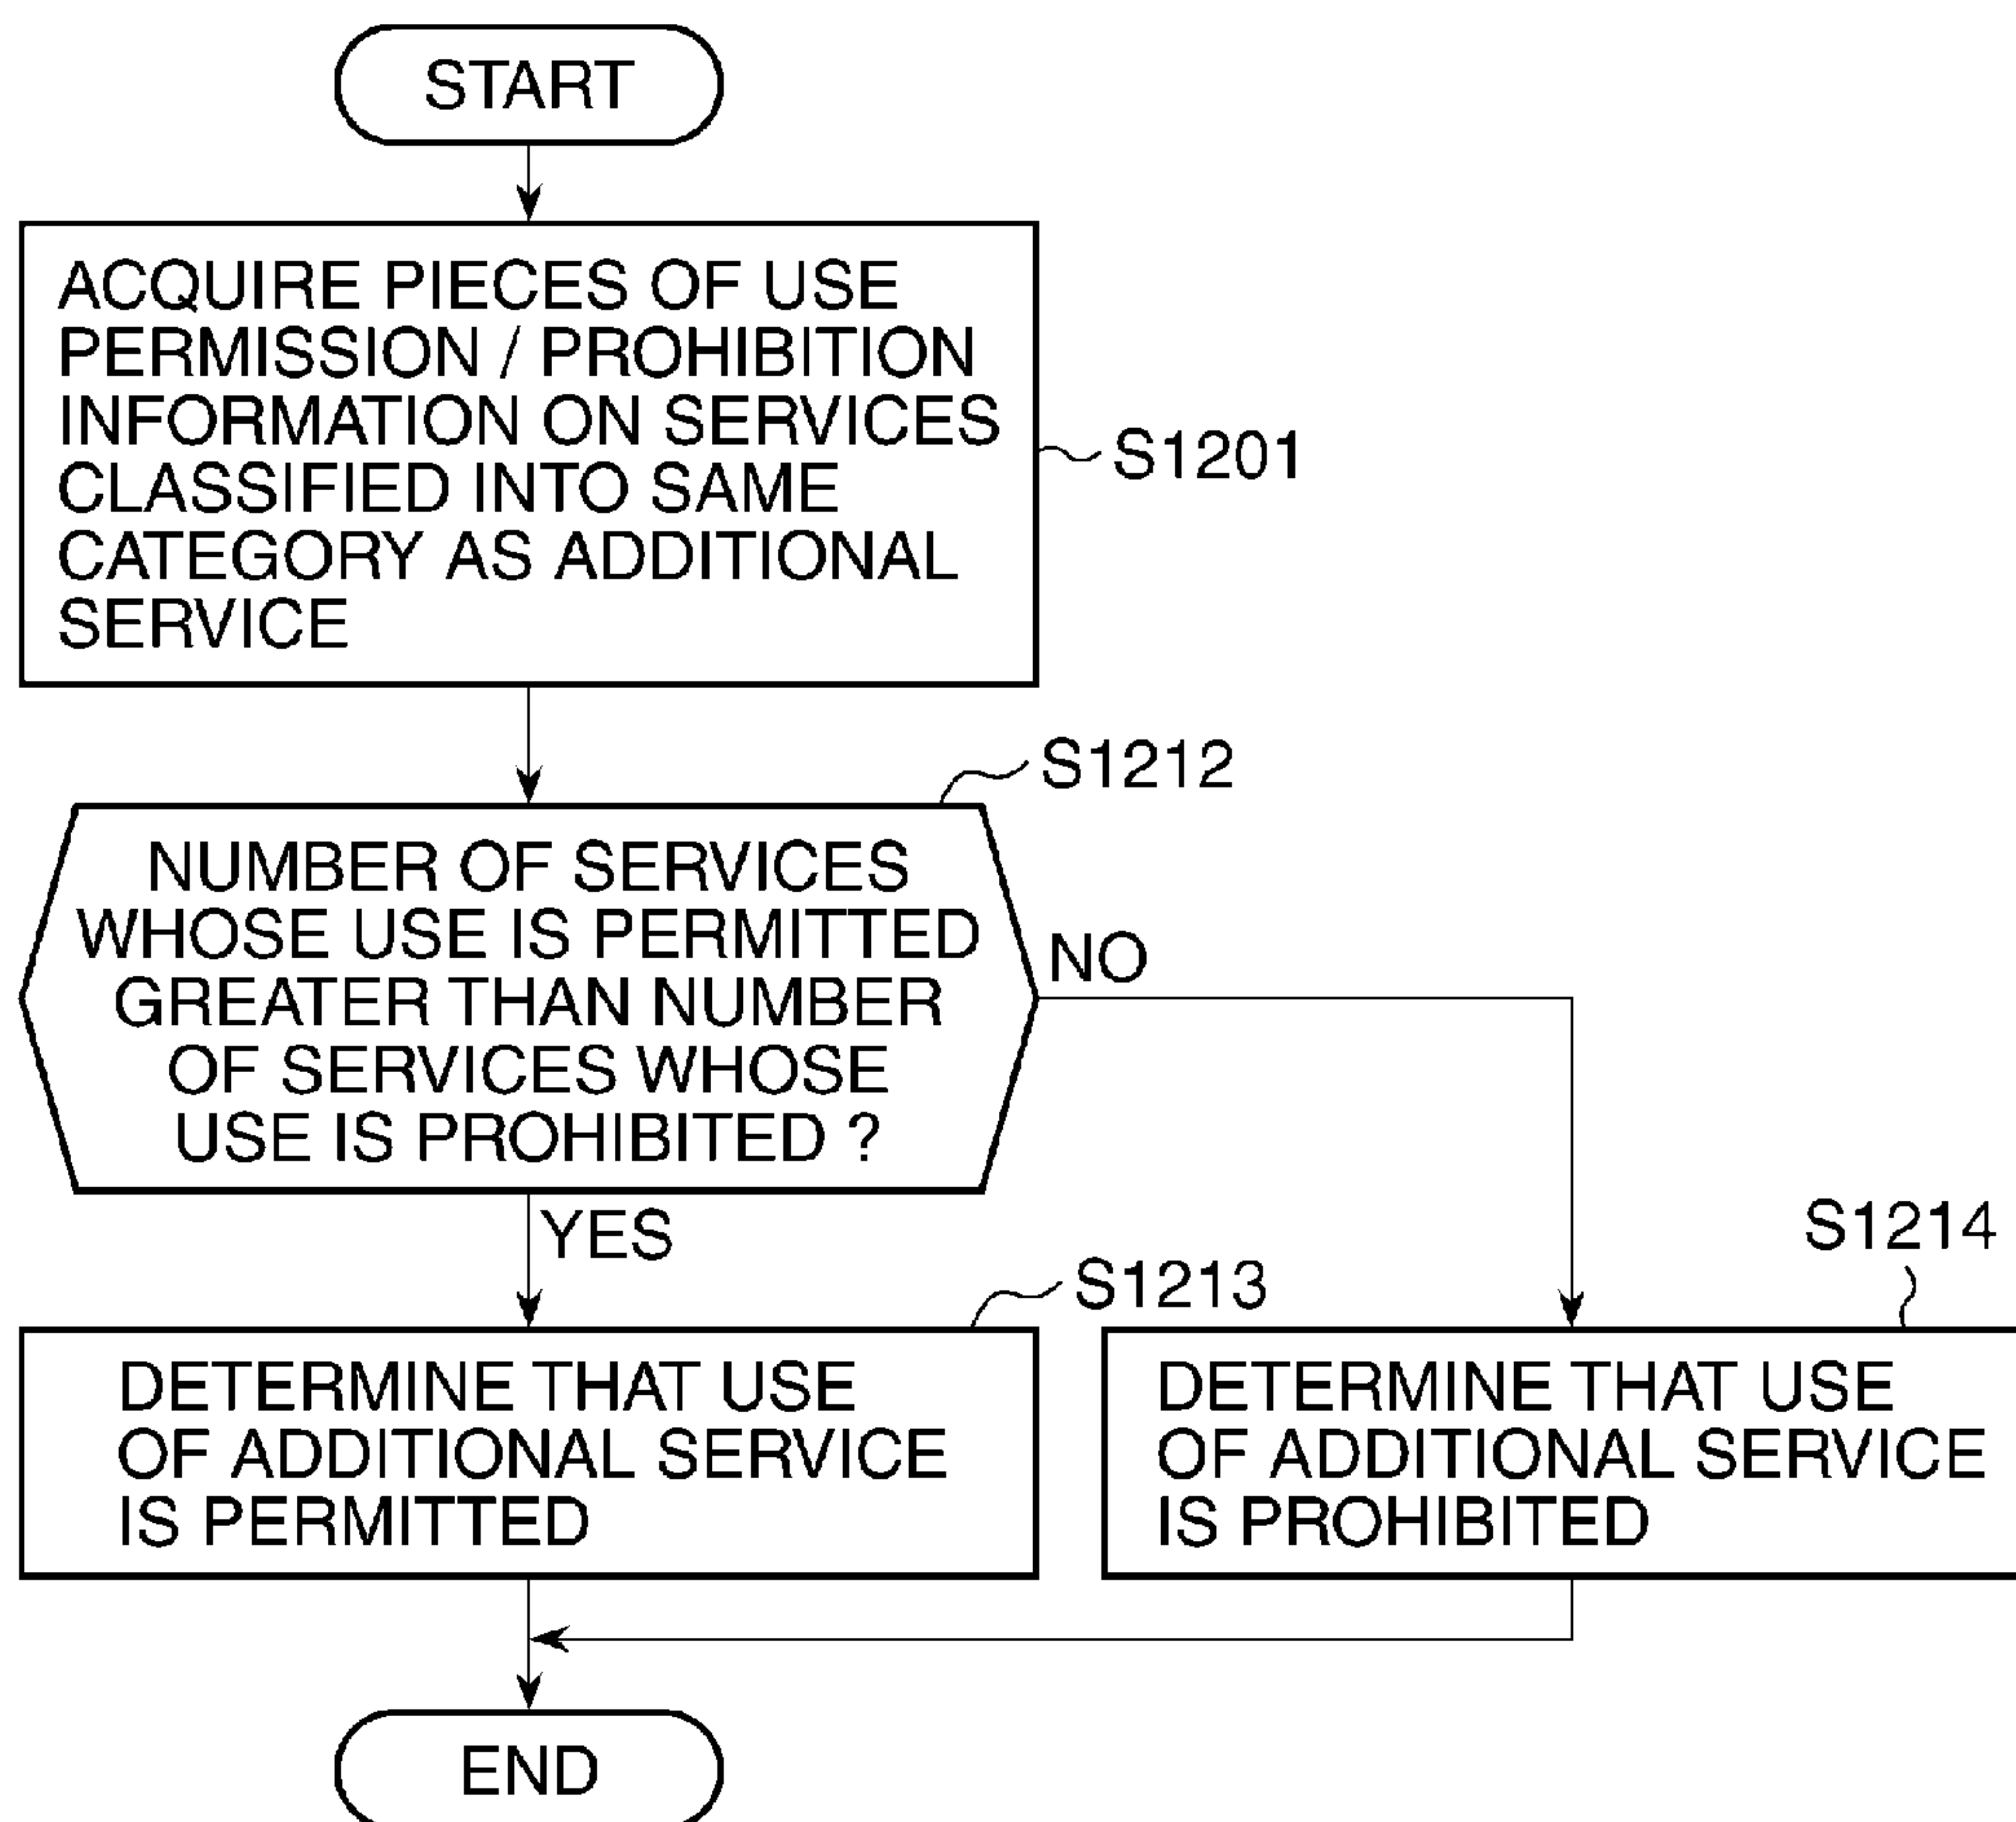 START
ACQUIRE PIECES OF USE
PERMISSION / PROHIBITION
INFORMATION ON SERVICES
CLASSIFIED INTO SAME
CATEGORY AS ADDITIONAL
SERVICE
S1201
S1212
NUMBER OF SERVICES
WHOSE USE IS PERMITTED
GREATER THAN NUMBER
OF SERVICES WHOSE
USE IS PROHIBITED ?
NO
YES
S1213
S1214
DETERMINE THAT USE
OF ADDITIONAL SERVICE
IS PERMITTED
DETERMINE THAT USE
OF ADDITIONAL SERVICE
IS PROHIBITED
END